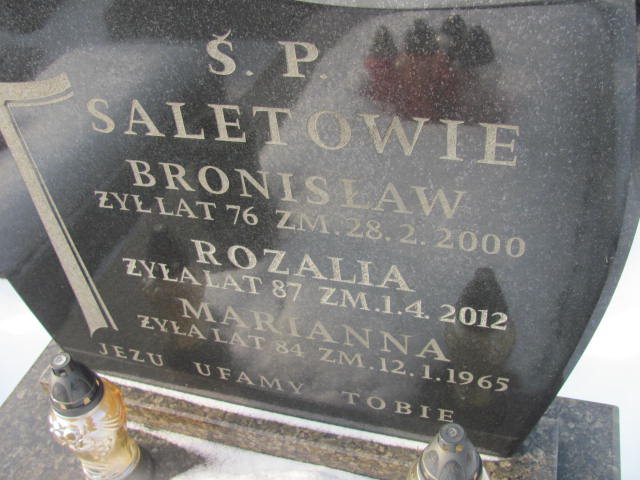 Ś. P.
SALETOWIE
BRONISŁAW
ŻYŁ LAT 76 ZM. 28. 2. 2000
ROZALIA
ŻYŁA LAT 87 ZM. 1. 4. 2012
MARIANNA
ŻYŁA LAT 84 ZM. 12. 1. 1965
JEZU UFAMY TOBIE